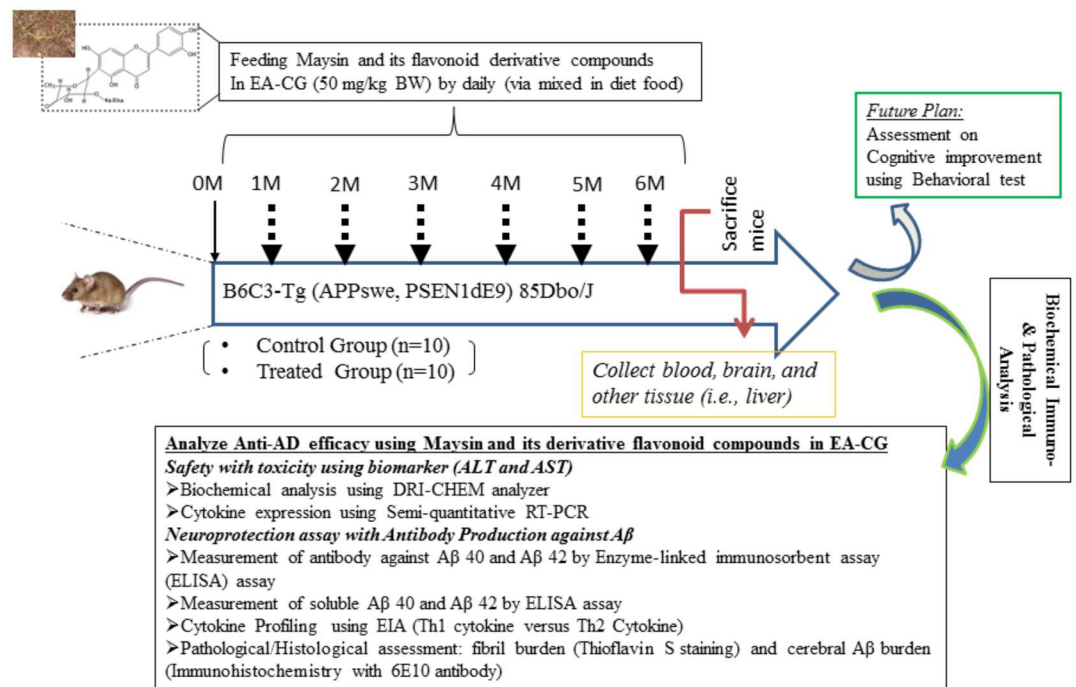 Feeding Maysin and its flavonoid derivative compounds
In EA-CG (50 mg/kg BW) by daily (via mixed in diet food)
OH
OH
HO
O
OH
O
O
OH
Future Plan:
Assessment on
Cognitive improvement
using Behavioral test
0M
1M
2M
3M
4M
5M
6M
Sacrifice
mice
B6C3-Tg (APPswe, PSEN1dE9) 85Dbo/J
• Control Group (n=10)
• Treated Group (n=10)
Collect blood, brain, and
other tissue (i.e., liver)
Biochemical Immuno-
& Pathological
Analysis
Analyze Anti-AD efficacy using Maysin and its derivative flavonoid compounds in EA-CG
Safety with toxicity using biomarker (ALT and AST)
➢Biochemical analysis using DRI-CHEM analyzer
➢Cytokine expression using Semi-quantitative RT-PCR
Neuroprotection assay with Antibody Production against Aβ
➢Measurement of antibody against Aβ 40 and Aβ 42 by Enzyme-linked immunosorbent assay
(ELISA) assay
➢Measurement of soluble Aβ 40 and Aβ 42 by ELISA assay
➢Cytokine Profiling using EIA (Th1 cytokine versus Th2 Cytokine)
➢Pathological/Histological assessment: fibril burden (Thioflavin S staining) and cerebral Aβ burden
(Immunohistochemistry with 6E10 antibody)